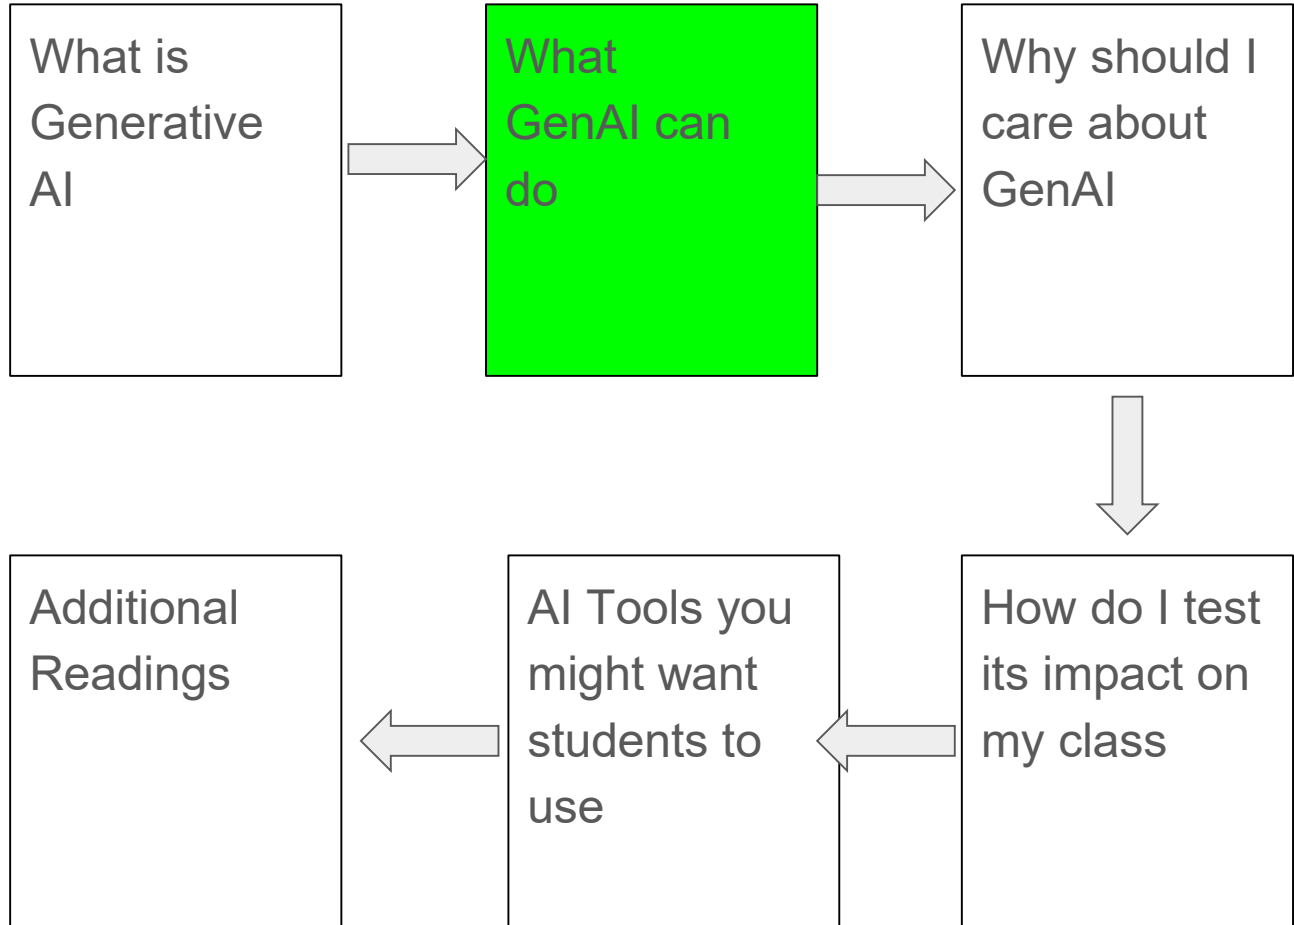 What is
Generative
AI
What
GenAI can
do
Why should I
care about
GenAI
How do I test
its impact on
my class
AI Tools you
might want
students to
use
Additional
Readings